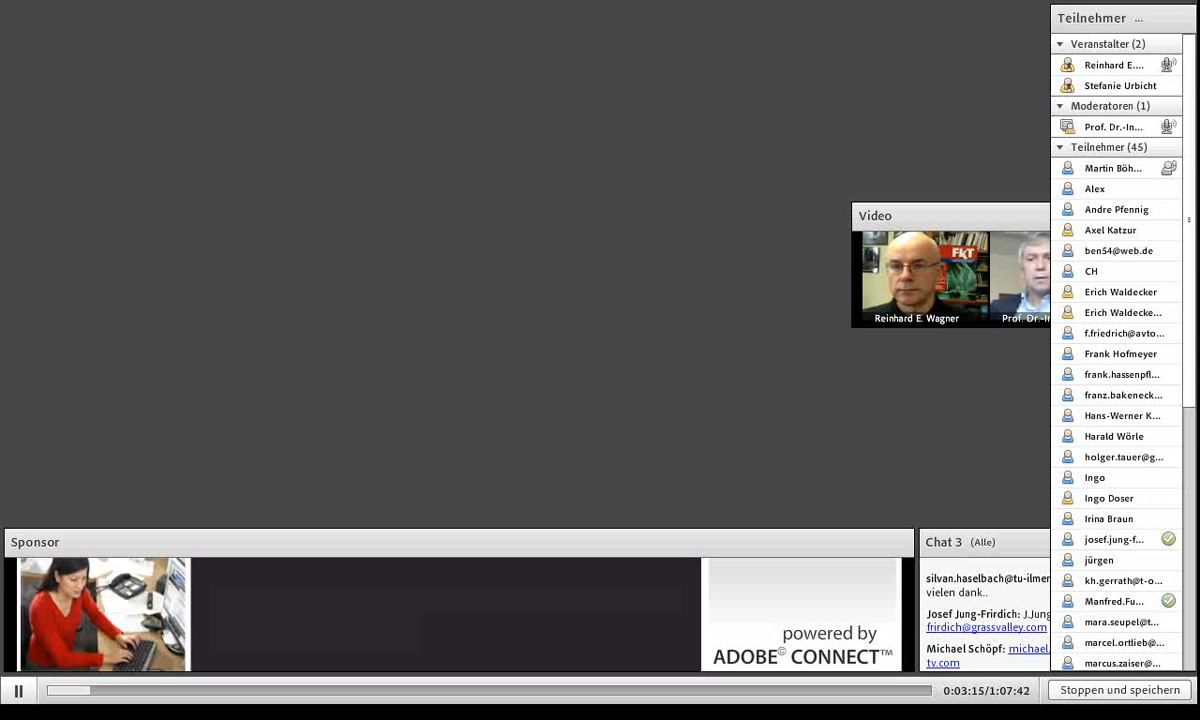 Teilnehmer ...
Veranstalter (2)
Reinhard E....
Stefanie Urbicht
Moderatoren (1)
Prof. Dr.-In...
Teilnehmer (45)
Martin Böh...
Alex
Andre Pfennig
Axel Katzur
ben54@web.de
CH
Erich Waldecker
Erich Waldecke...
f.friedrich@avto...
Frank Hofmeyer
frank.hassenpfl...
franz.bakeneck...
Hans-Werner K...
Harald Wörle
holger.tauer@g...
Ingo
Ingo Doser
Irina Braun
josef.jung-f...
jürgen
kh.gerrath@t-o...
Manfred.Fu...
mara.seupel@t...
marcel.ortlieb@...
marcus.zaiser@...
Video
FKT
Reinhard E. Wagner
Prof. Dr.-In
Sponsor
powered by
ADOBE© CONNECT™
Chat 3 (Alle)
silvan.haselbach@tu-ilmen
vielen dank..
Josef Jung-Frirdich: J.Jung
frirdich@grassvalley.com
Michael Schöpf: michael.
tv.com
0:03:15/1:07:42
Stoppen und speichern